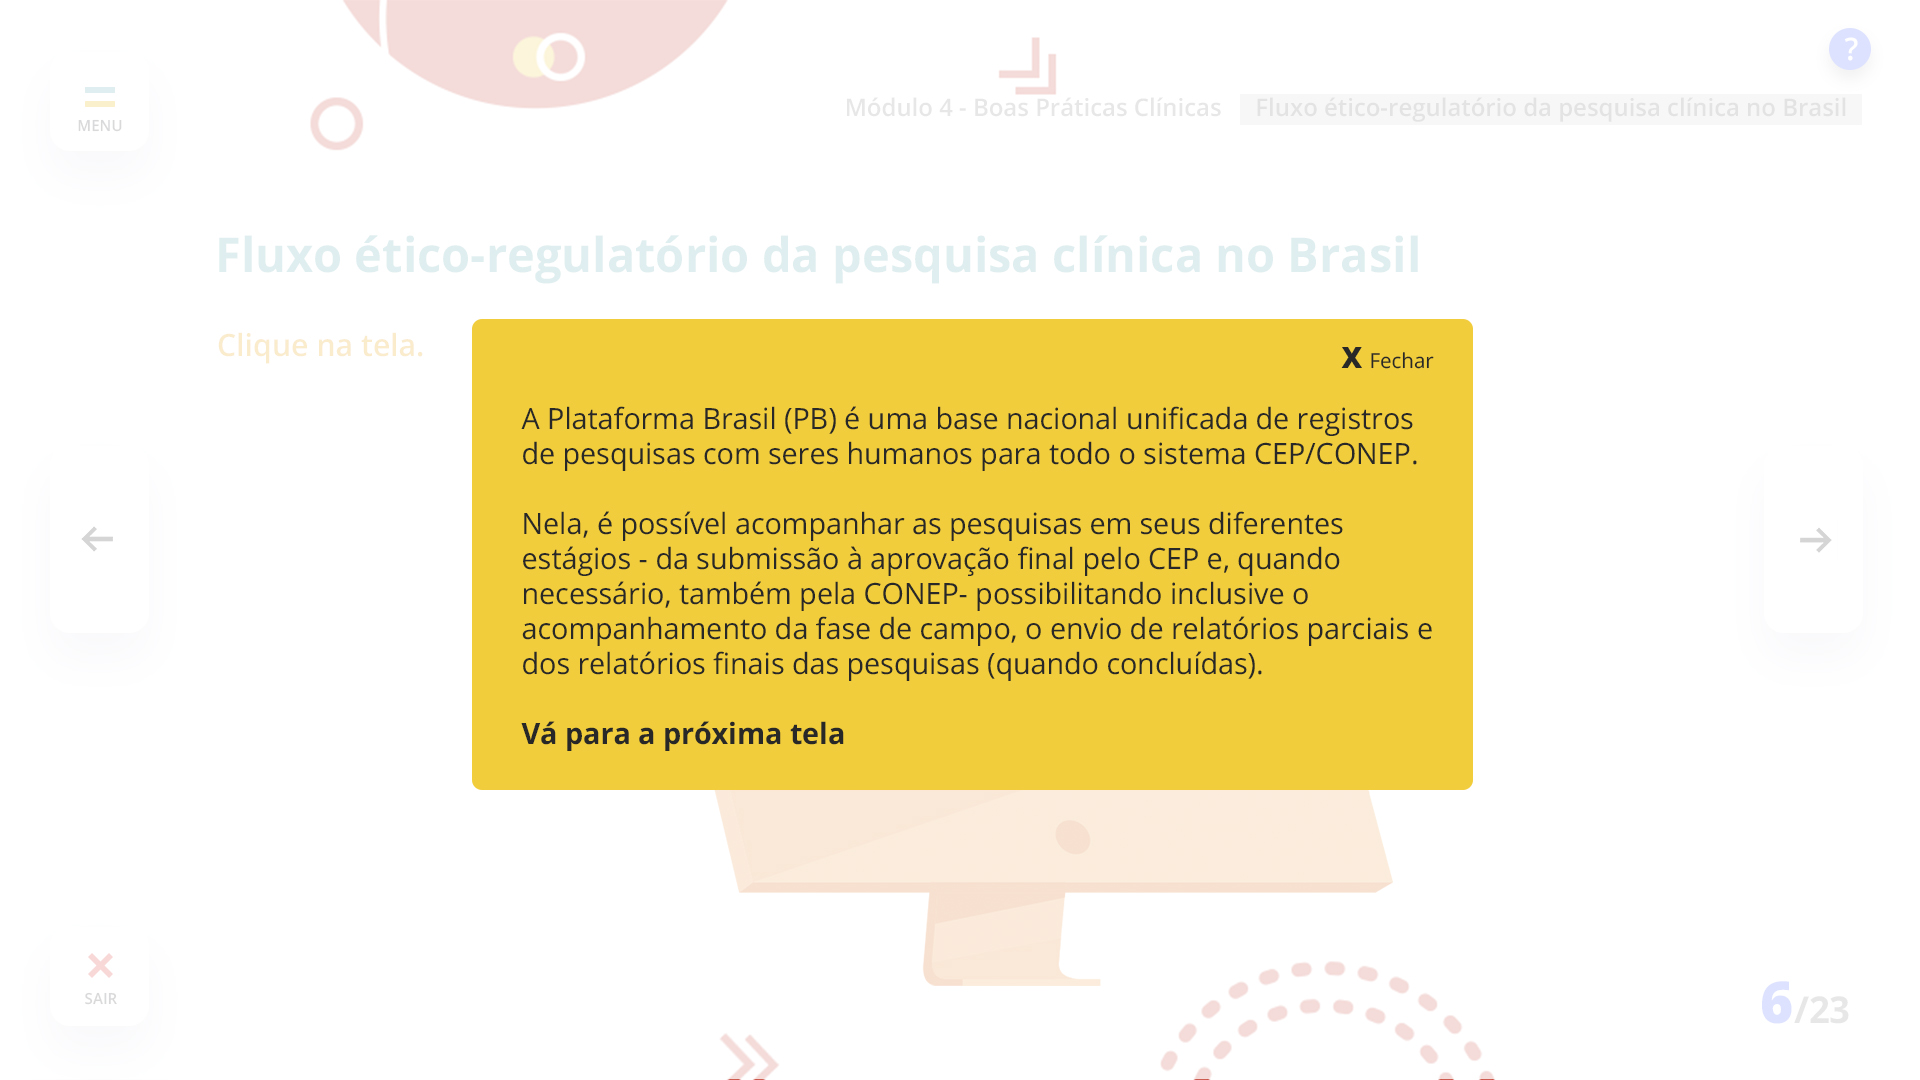 ?
MENU
Módulo 4 - Boas Práticas Clínicas
Fluxo ético-regulatório da pesquisa clínica no Brasil
Fluxo ético-regulatório da pesquisa clínica no Brasil
Clique na tela.
X Fechar
A Plataforma Brasil (PB) é uma base nacional unificada de registros
de pesquisas com seres humanos para todo o sistema CEP/CONEP.
Nela, é possível acompanhar as pesquisas em seus diferentes
estágios - da submissão à aprovação final pelo CEP e, quando
necessário, também pela CONEP- possibilitando inclusive o
acompanhamento da fase de campo, o envio de relatórios parciais e
dos relatórios finais das pesquisas (quando concluídas).
Vá para a próxima tela
SAIR
6/23